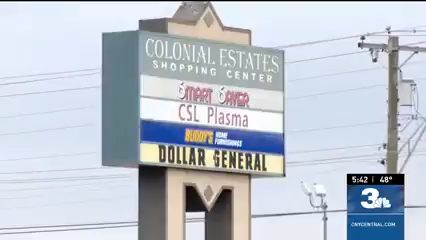 COLONIAL ESTATES
SHOPPING CENTER
SMART SAVER
CSL Plasma
BUDDY'S HOME FURNISHINGS
DOLLAR GENERAL
5:42 48°
3
CNYCENTRAL.COM